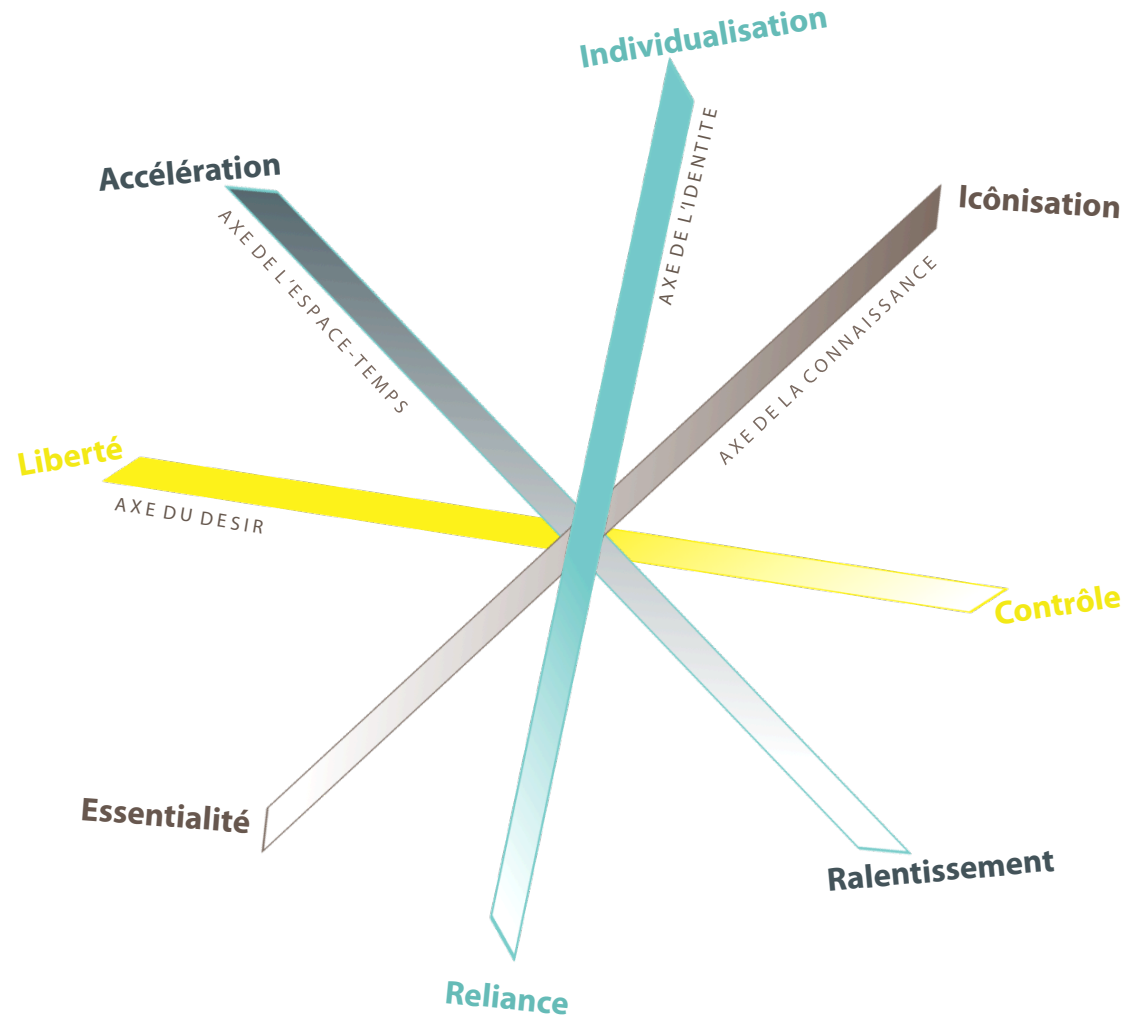 Individualisation
AXE DE L'IDENTITE
Accélération
AXE DE L'ESPACE-TEMPS
Icônisation
AXE DE LA CONNAISSANCE
Liberté
AXE DU DESIR
Contrôle
Essentialité
Ralentissement
Reliance